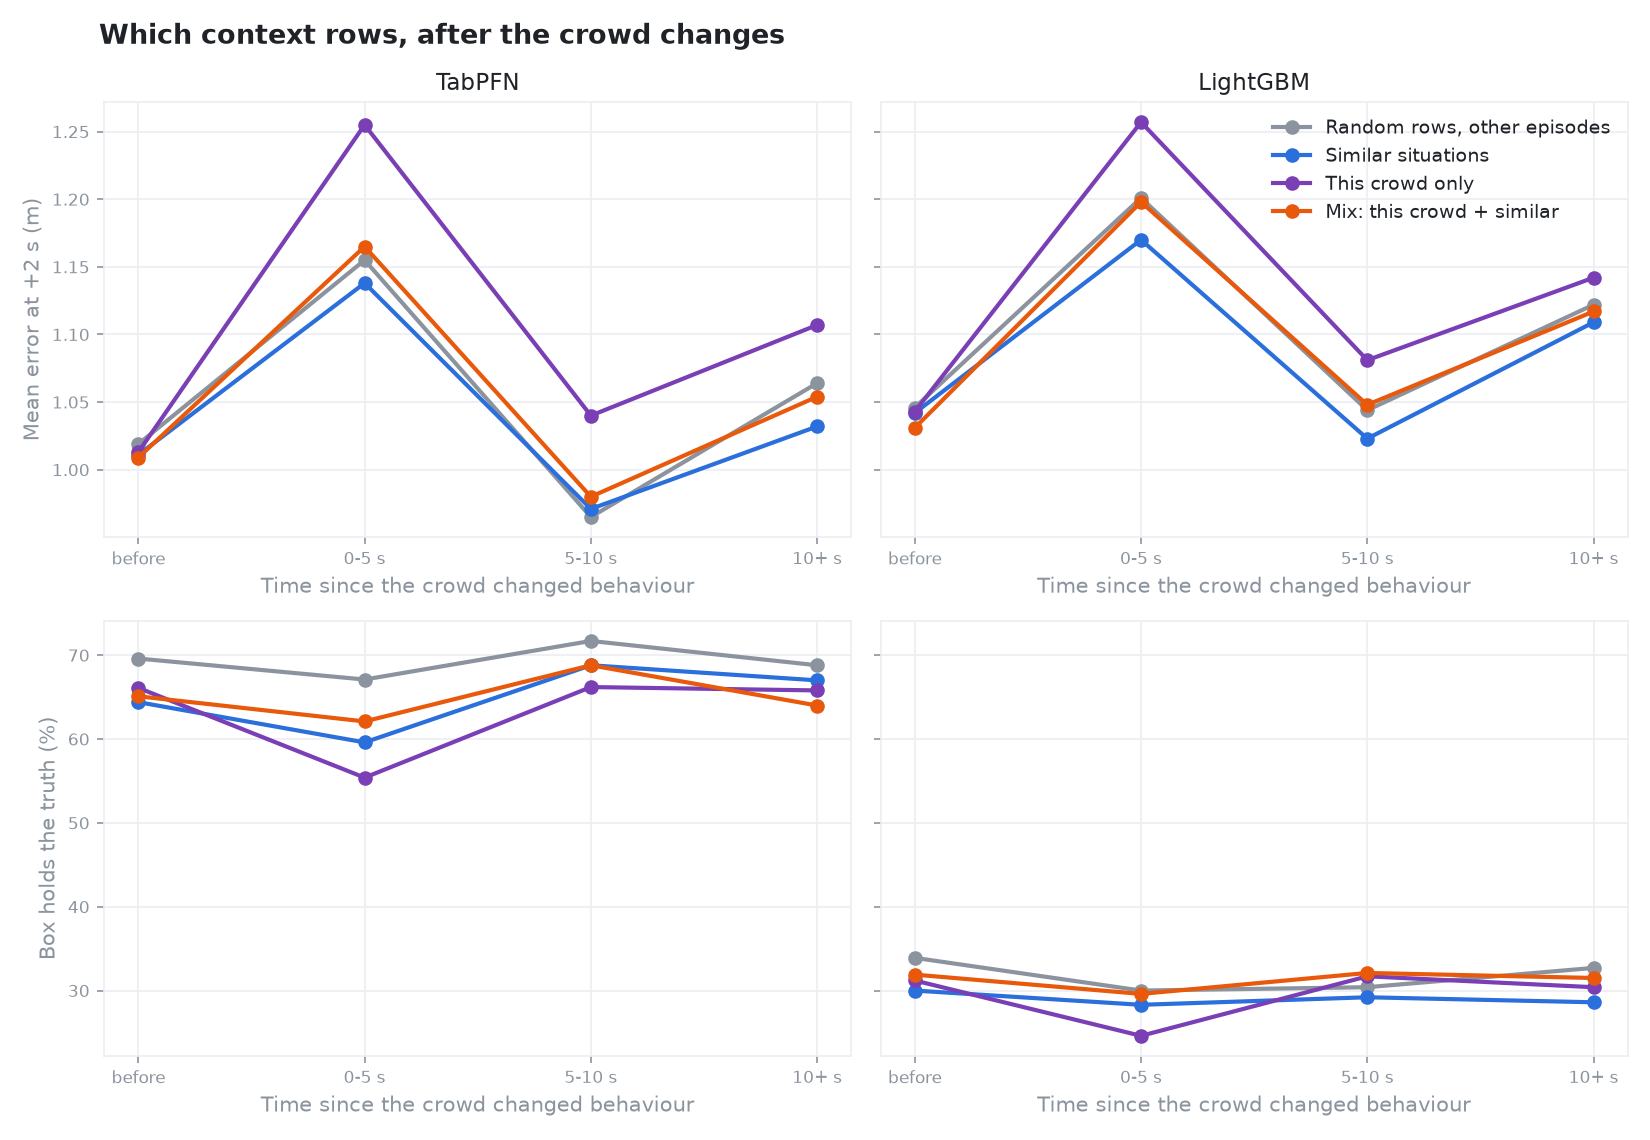 Which context rows, after the crowd changes
TabPFN
LightGBM
Mean error at +2 s (m)
1.25
1.20
1.15
1.10
1.05
1.00
Random rows, other episodes
Similar situations
This crowd only
Mix: this crowd + similar
before
0-5 s
5-10 s
10+ s
Time since the crowd changed behaviour
before
0-5 s
5-10 s
10+ s
Time since the crowd changed behaviour
Box holds the truth (%)
70
60
50
40
30
before
0-5 s
5-10 s
10+ s
Time since the crowd changed behaviour
before
0-5 s
5-10 s
10+ s
Time since the crowd changed behaviour